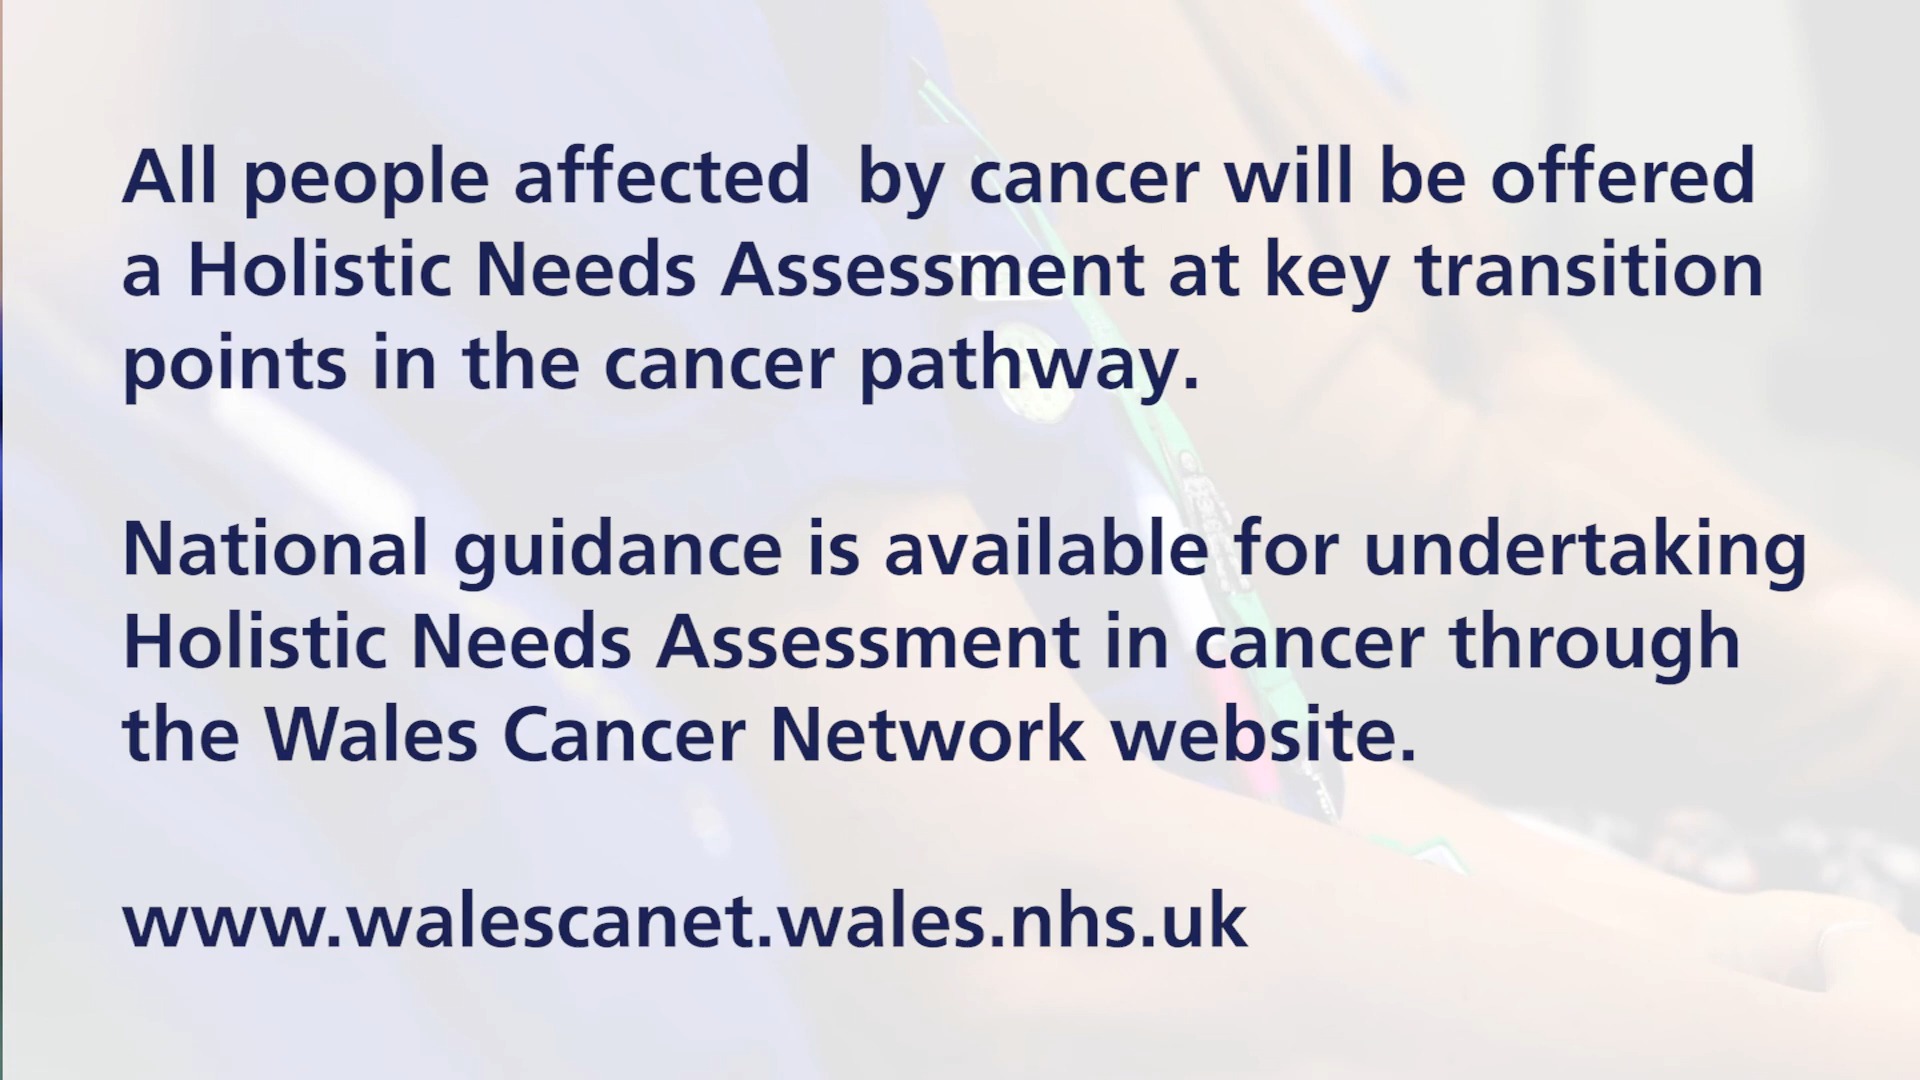 All people affected  by cancer will be offered
a Holistic Needs Assessment at key transition
points in the cancer pathway.
National guidance is available for undertaking
Holistic Needs Assessment in cancer through
the Wales Cancer Network website.
www.walescanet.wales.nhs.uk